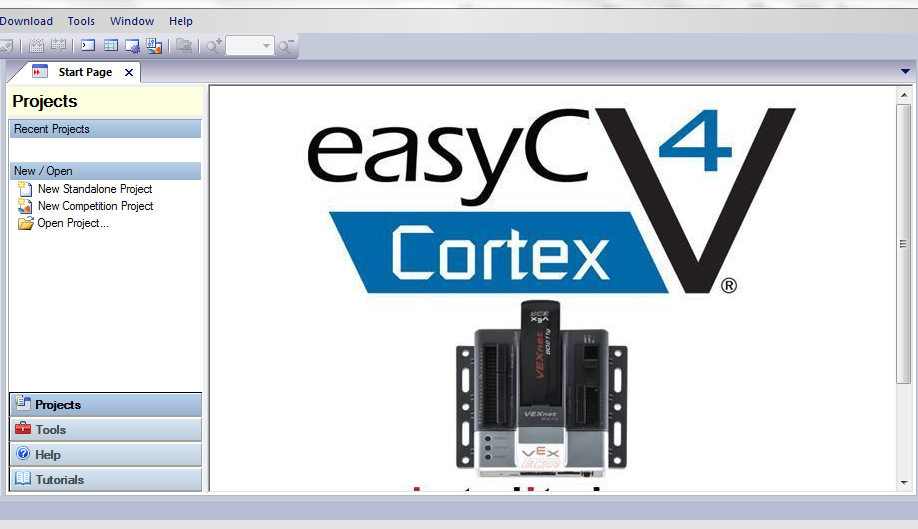 Download Tools Window Help
Start Page
Projects
Recent Projects
New / Open
New Standalone Project
New Competition Project
Open Project...
Projects
Tools
Help
Tutorials
easyC V4
Cortex
®
VEXnet
VEXnet
VEX